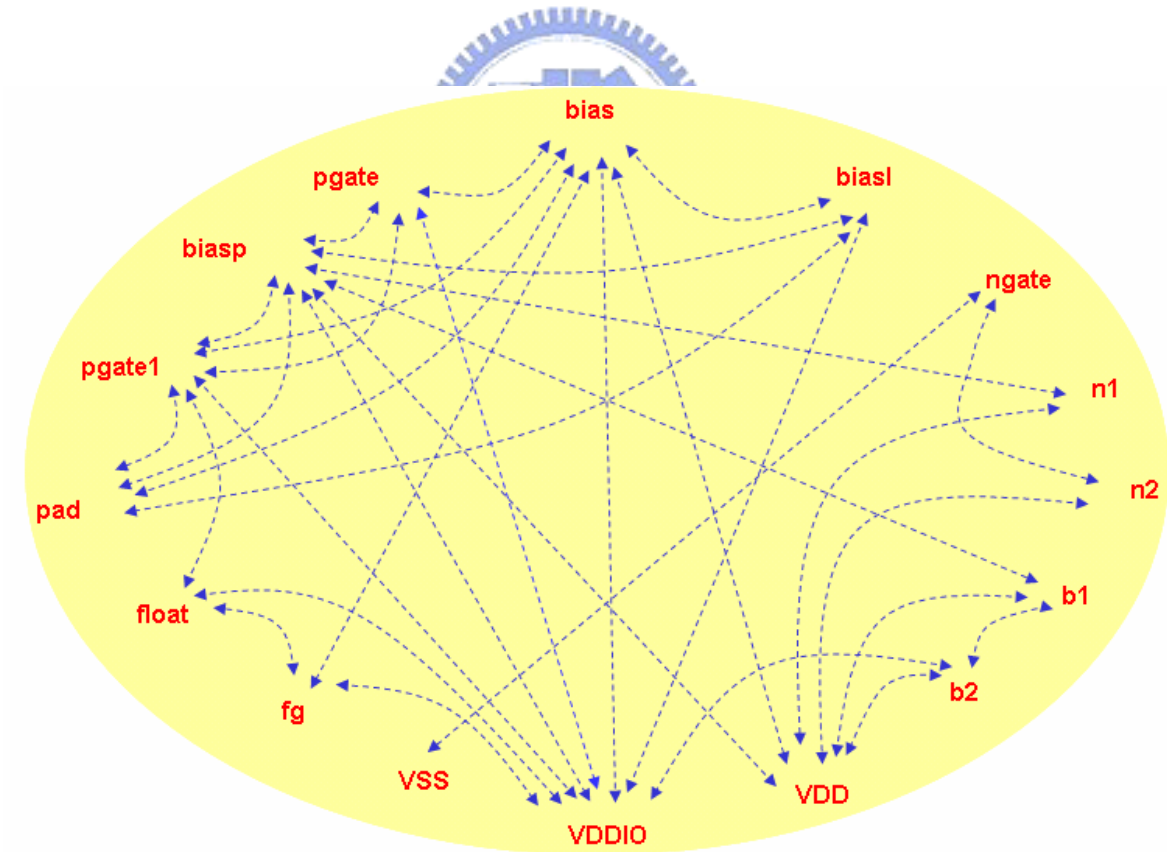 bias
pgate
biasl
biasp
ngate
pgate1
n1
n2
pad
b1
float
b2
fg
VSS
VDD
VDDIO